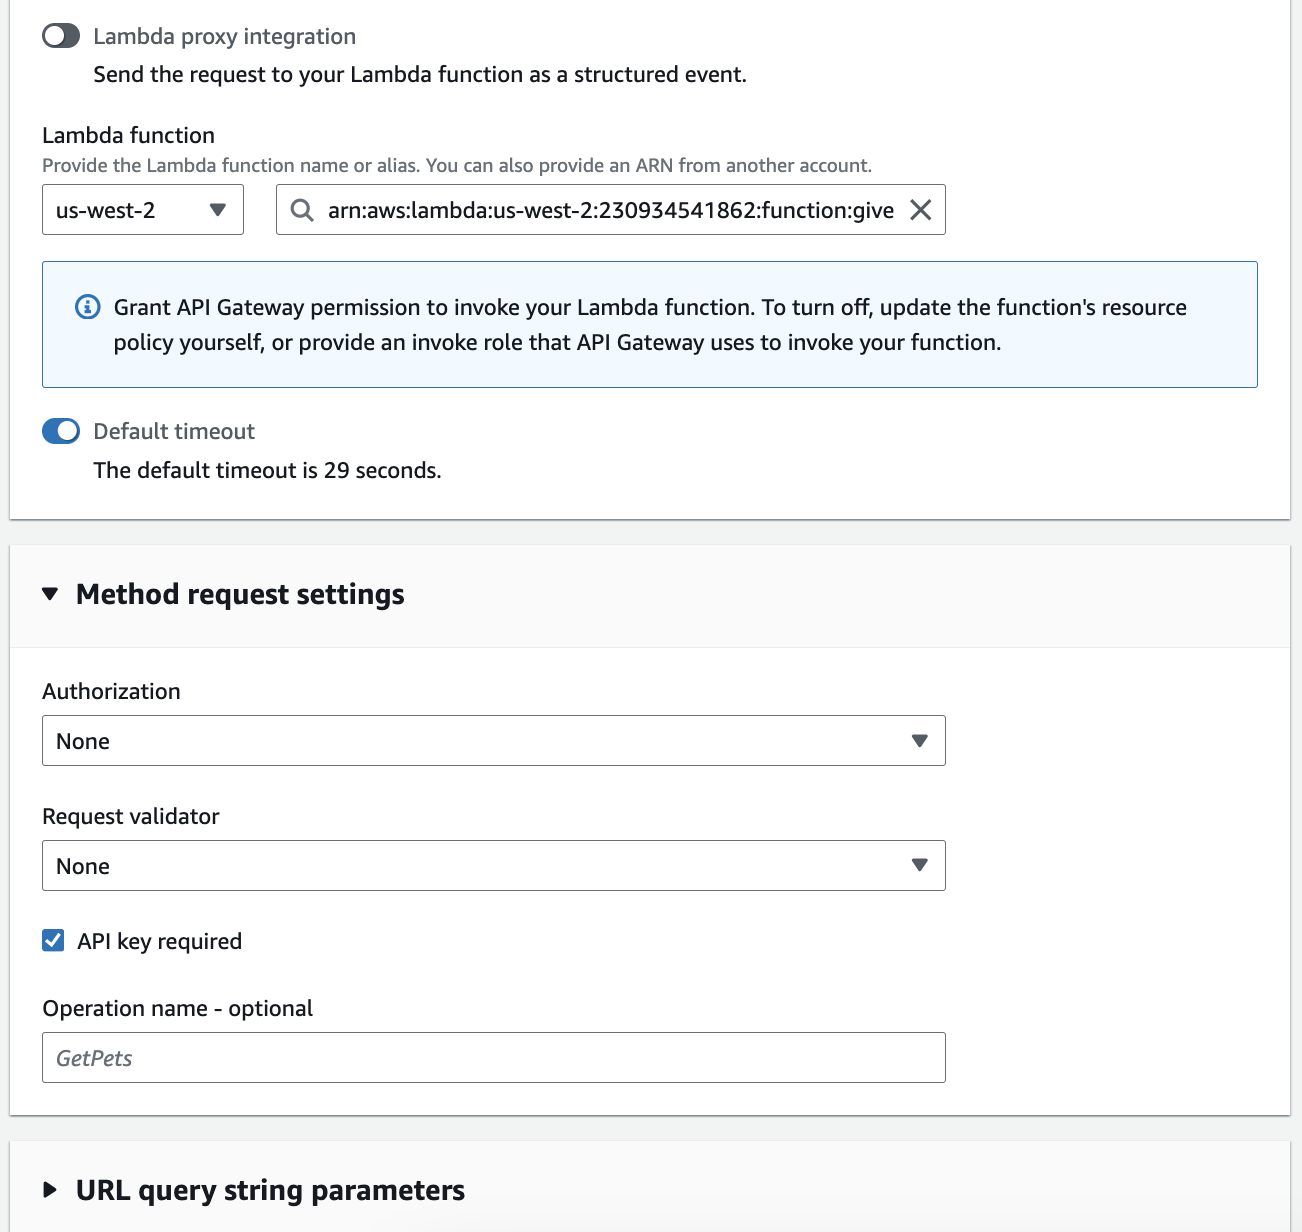 Lambda proxy integration
Send the request to your Lambda function as a structured event.
Lambda function
Provide the Lambda function name or alias. You can also provide an ARN from another account.
us-west-2
arn:aws:lambda:us-west-2:230934541862:function:give
Grant API Gateway permission to invoke your Lambda function. To turn off, update the function's resource
policy yourself, or provide an invoke role that API Gateway uses to invoke your function.
Default timeout
The default timeout is 29 seconds.
Method request settings
Authorization
None
Request validator
None
API key required
Operation name - optional
GetPets
URL query string parameters